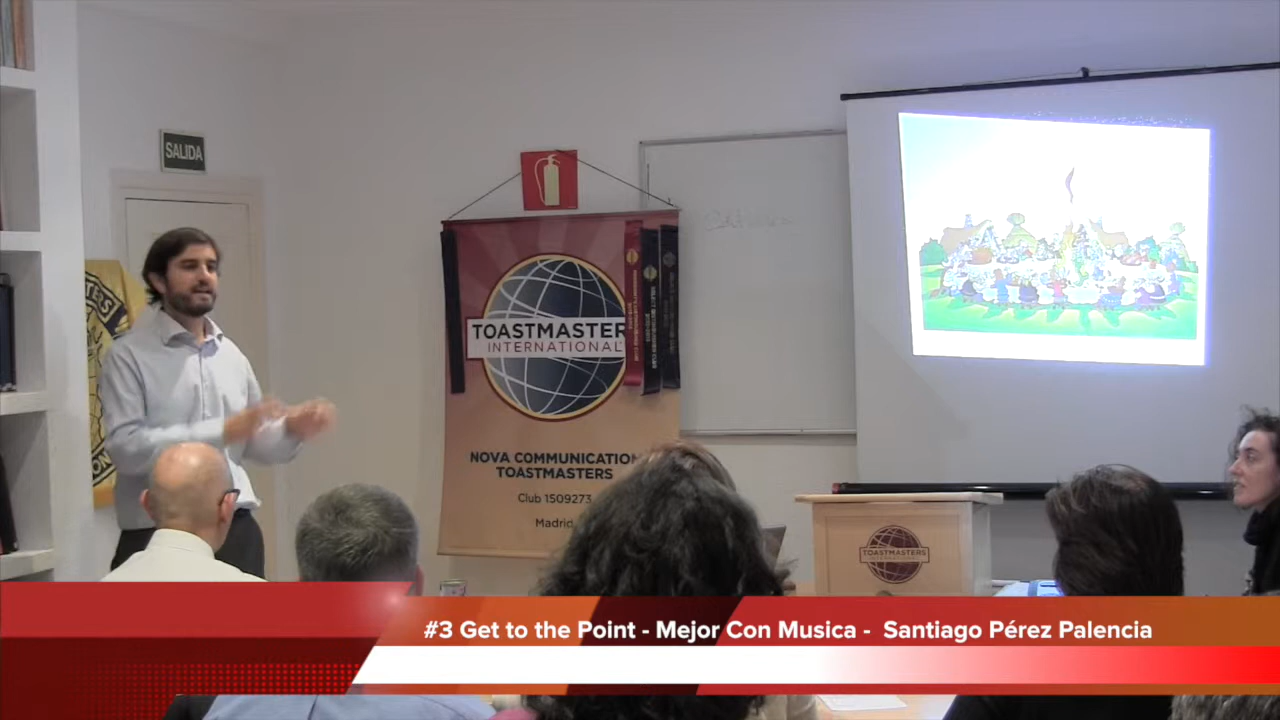 SALIDA
TOASTMASTERS
INTERNATIONAL
NOVA COMMUNICATION
TOASTMASTERS
Club 1509273
Madrid
TOASTMASTERS
INTERNATIONAL
#3 Get to the Point - Mejor Con Musica - Santiago Pérez Palencia